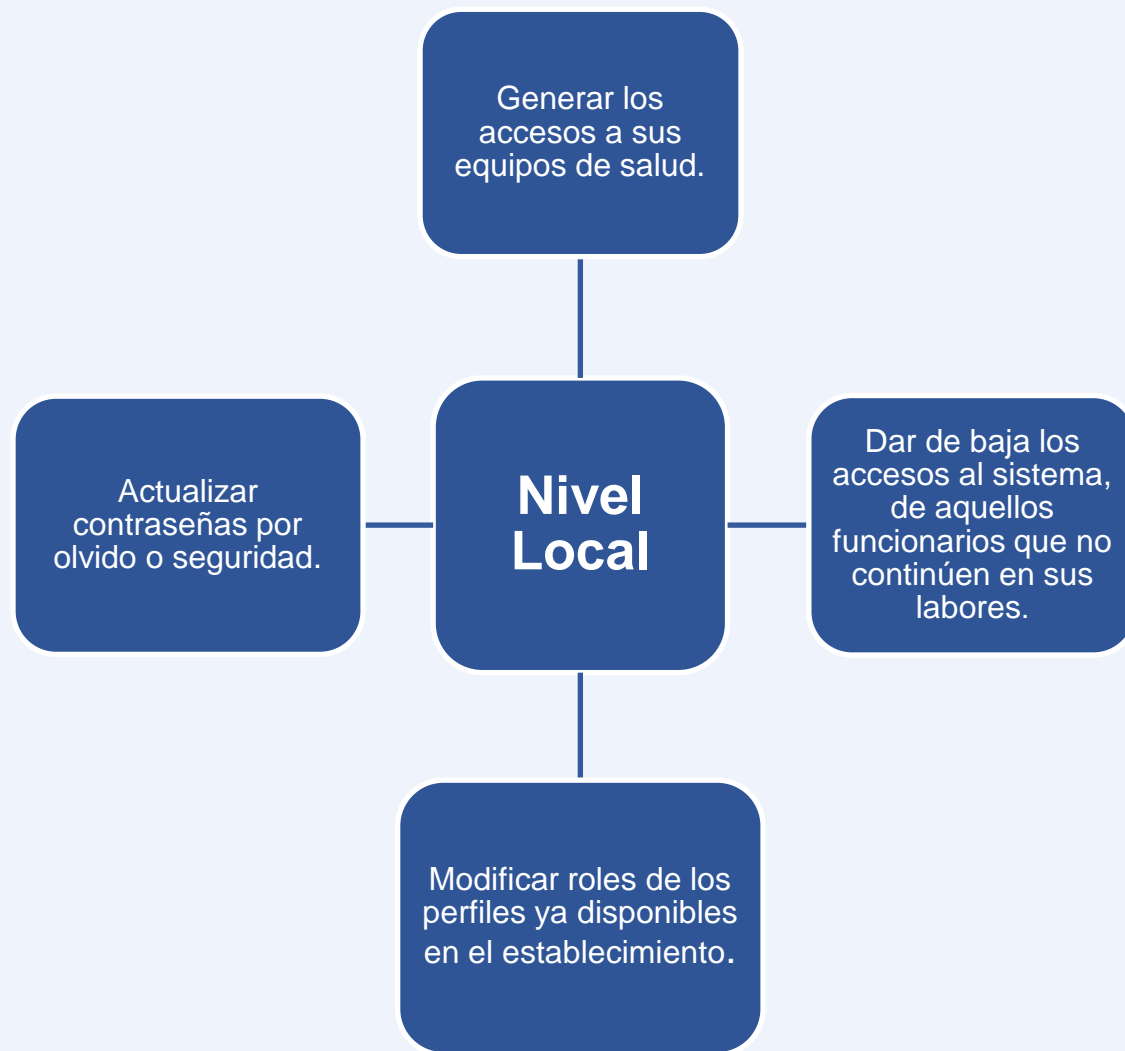 Generar los
accesos a sus
equipos de salud.
Actualizar
contraseñas por
olvido o seguridad.
Nivel
Local
Dar de baja los
accesos al sistema,
de aquellos
funcionarios que no
continúen en sus
labores.
Modificar roles de los
perfiles ya disponibles
en el establecimiento.